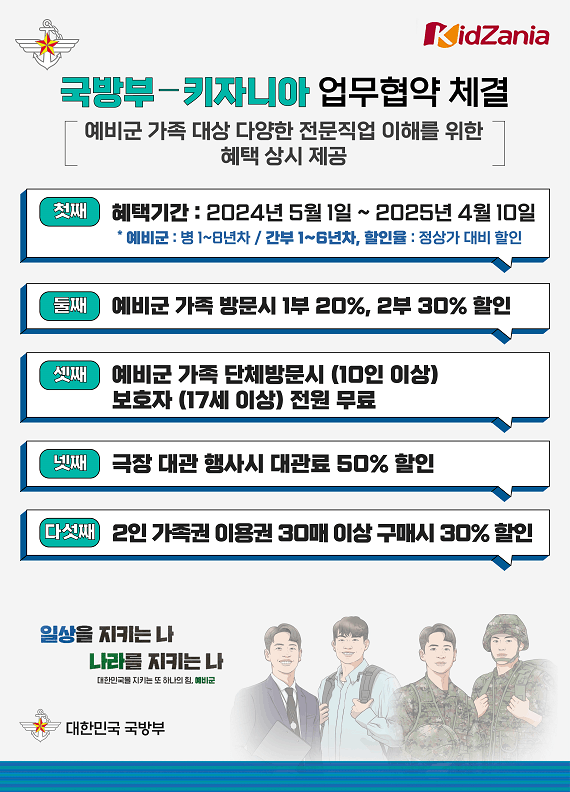 KidZania
국방부-키자니아 업무협약 체결
예비군 가족 대상 다양한 전문직업 이해를 위한
혜택 상시 제공
첫째 혜택기간 : 2024년 5월 1일 ~ 2025년 4월 10일
* 예비군 : 병 1~8년차 / 간부 1~6년차, 할인율 : 정상가 대비 할인
둘째 예비군 가족 방문시 1부 20%, 2부 30% 할인
셋째 예비군 가족 단체방문시 (10인 이상)
보호자 (17세 이상) 전원 무료
넷째 극장 대관 행사시 대관료 50% 할인
다섯째 2인 가족권 이용권 30매 이상 구매시 30% 할인
일상을 지키는 나
나라를 지키는 나
대한민국을 지키는 또 하나의 힘, 예비군
대한민국 국방부